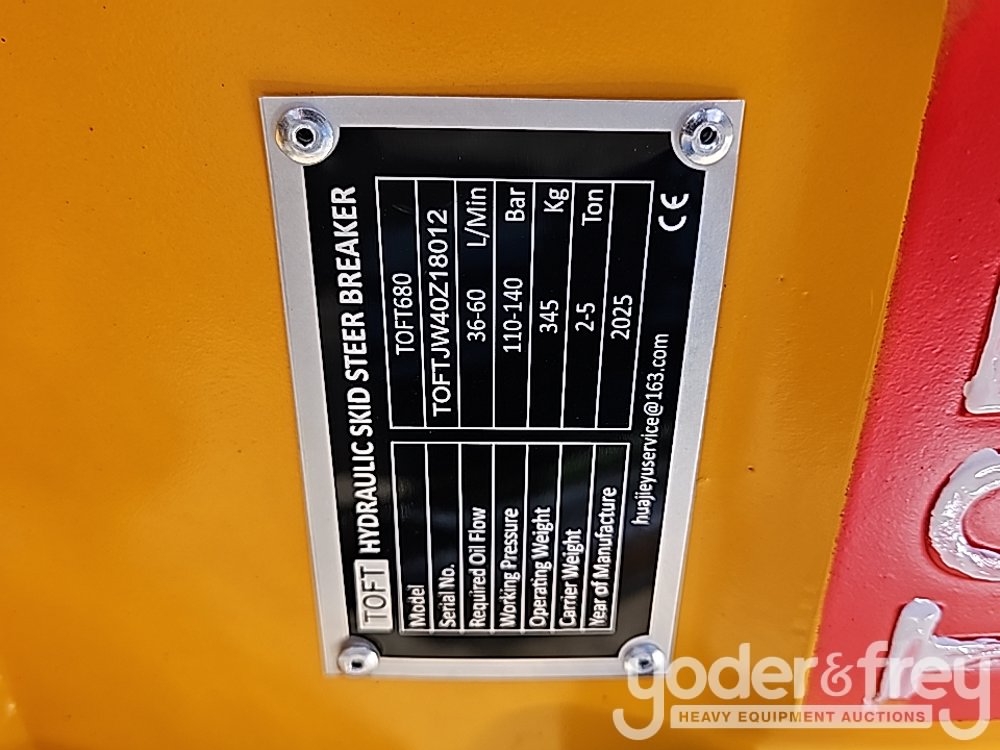 TOFT HYDRAULIC SKID STEER BREAKER
Model TOFT680
Serial No. TOFTJW40Z18012
Required Oil Flow 36-60 L/Min
Working Pressure 110-140 Bar
Operating Weight 345 Kg
Carrier Weight 2-5 Ton
Year of Manufacture 2025
huajieyuservice@163.com CE
TO
yoder&frey
HEAVY EQUIPMENT AUCTIONS